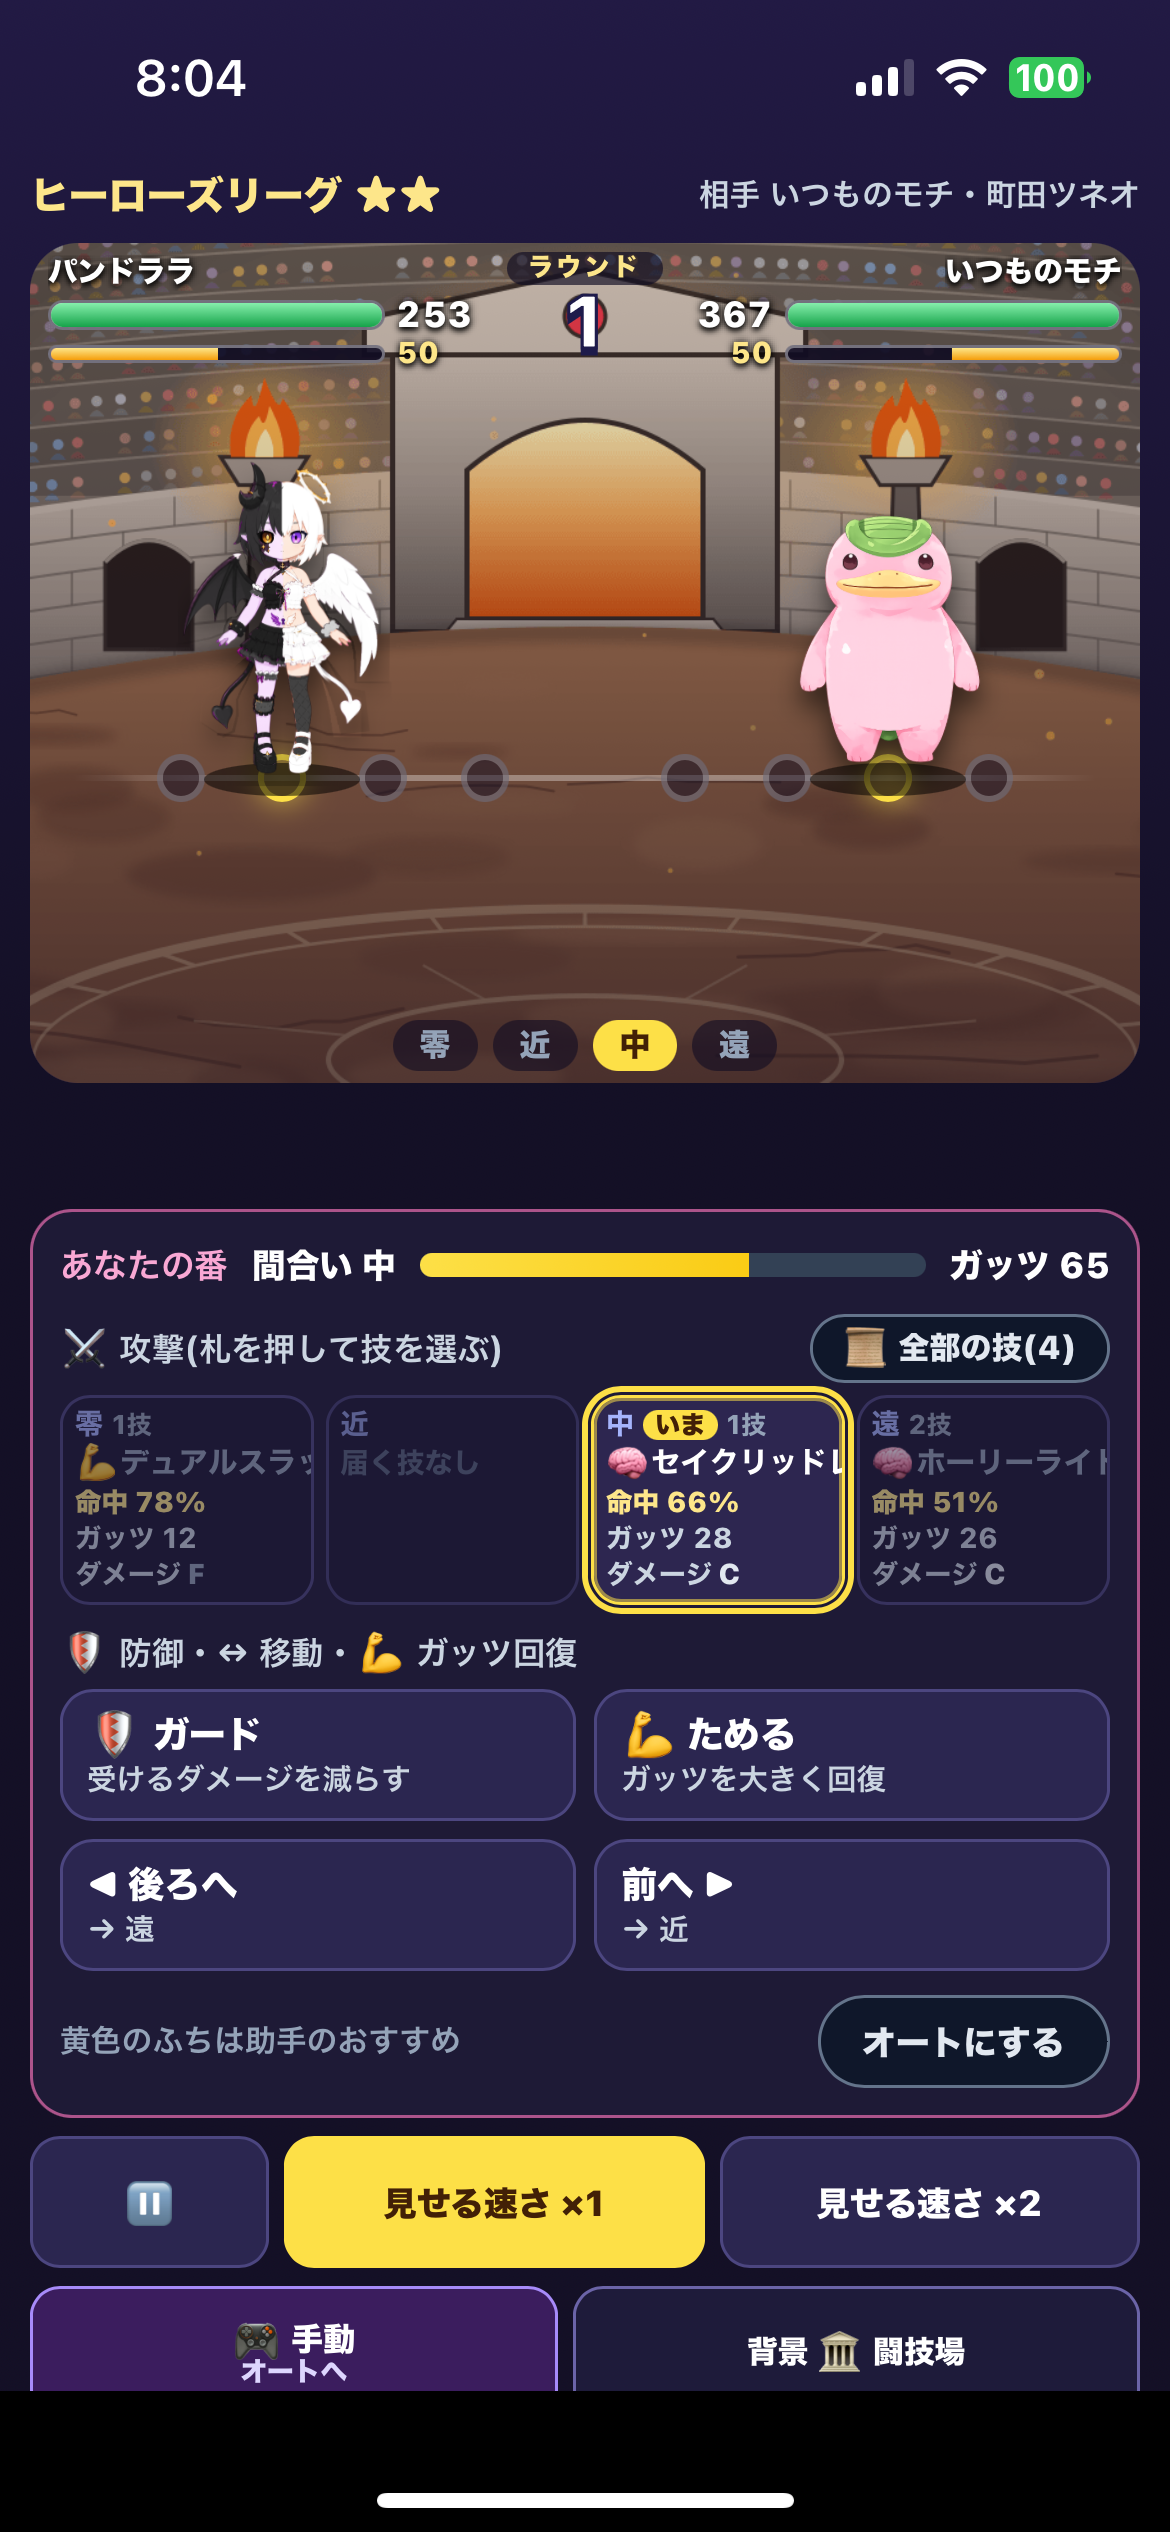 8:04
100
ヒーローズリーグ ★★
相手 いつものモチ・町田ツネオ
パンドララ
ラウンド
いつものモチ
253
1
367
50
50
零 近 中 遠
あなたの番 間合い 中 ガッツ 65
攻撃(札を押して技を選ぶ)
全部の技(4)
零 1技
デュアルスラッ
命中 78%
ガッツ 12
ダメージ F
近
届く技なし
中 いま 1技
セイクリッドレ
命中 66%
ガッツ 28
ダメージ C
遠 2技
ホーリーライト
命中 51%
ガッツ 26
ダメージ C
防御・↔ 移動・💪 ガッツ回復
ガード
受けるダメージを減らす
ためる
ガッツを大きく回復
◀ 後ろへ
→ 遠
前へ ▶
→ 近
黄色のふちは助手のおすすめ
オートにする
見せる速さ ×1
見せる速さ ×2
手動
オートへ
背景 🏛 闘技場